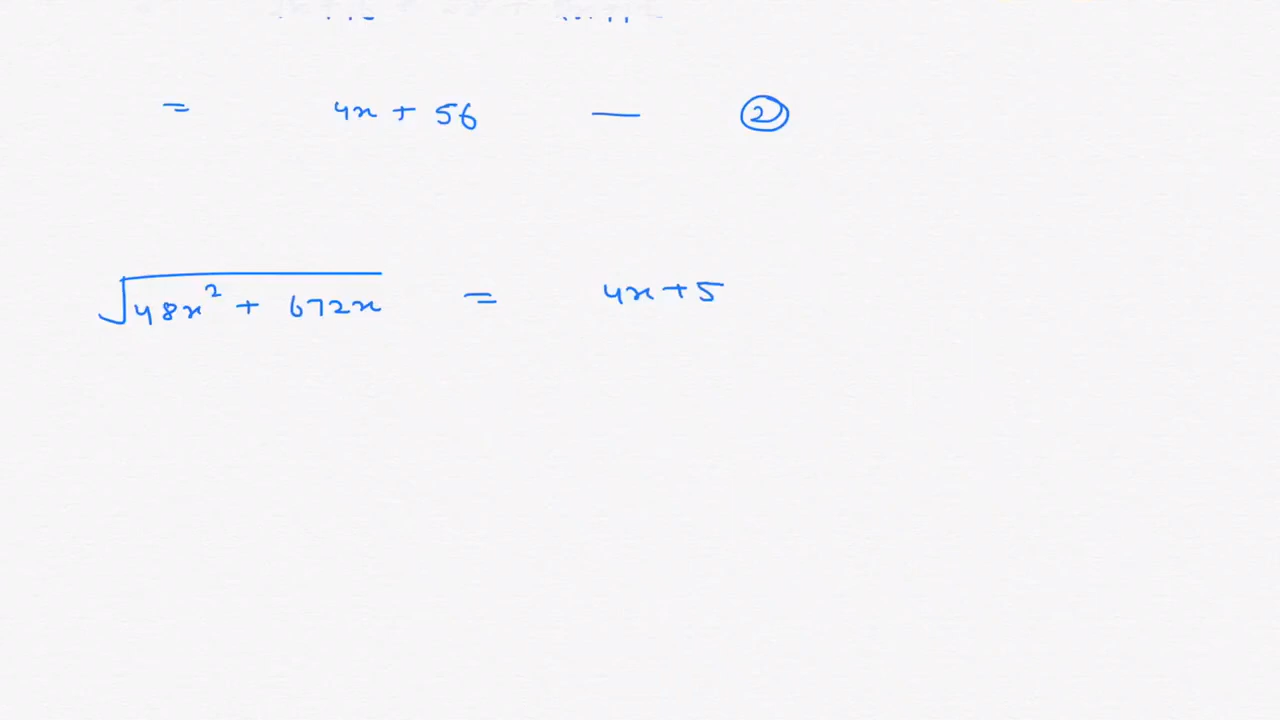 = 4x + 56 — ②
√(48x² + 672x) = 4x + 5